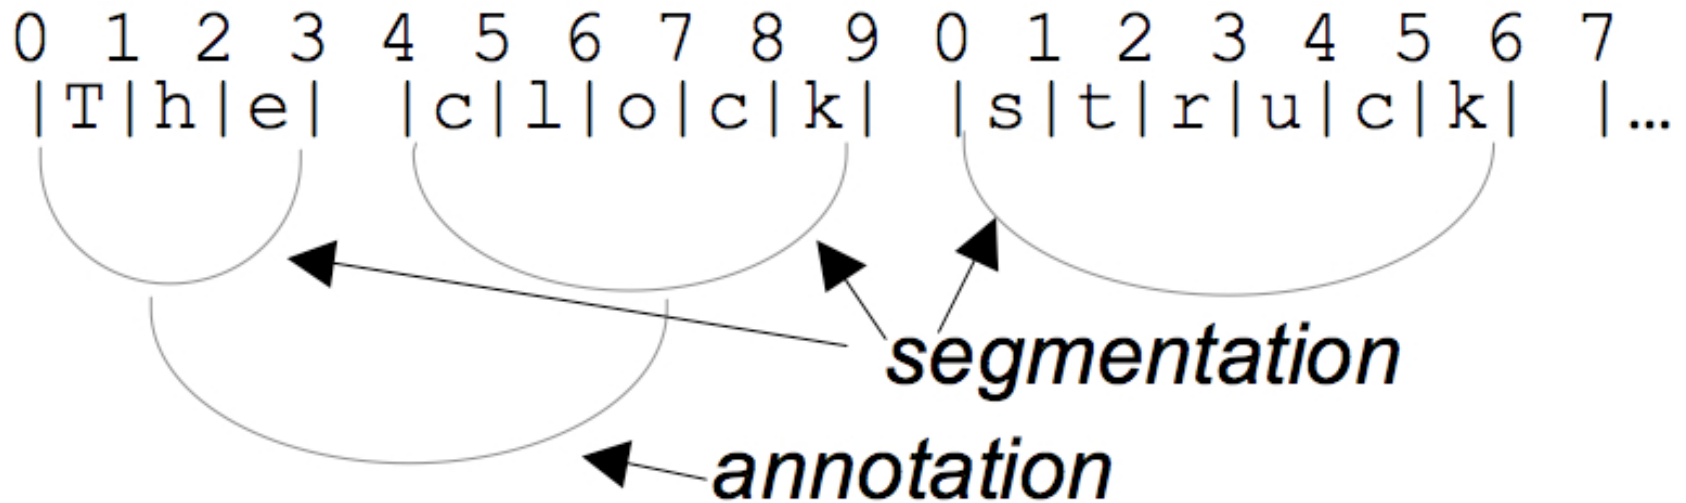 0 1 2 3 4 5 6 7 8 9 0 1 2 3 4 5 6 7
|T|h|e| |c|l|o|c|k| |s|t|r|u|c|k| |…
segmentation
annotation